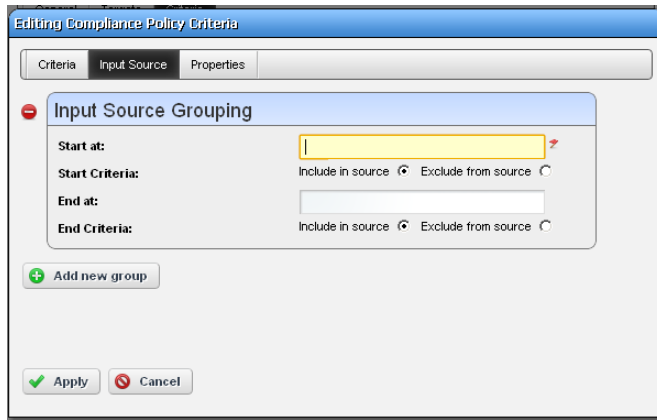 Editing Compliance Policy Criteria
Criteria Input Source Properties
Input Source Grouping
Start at:
Start Criteria: Include in source Exclude from source
End at:
End Criteria: Include in source Exclude from source
Add new group
Apply Cancel